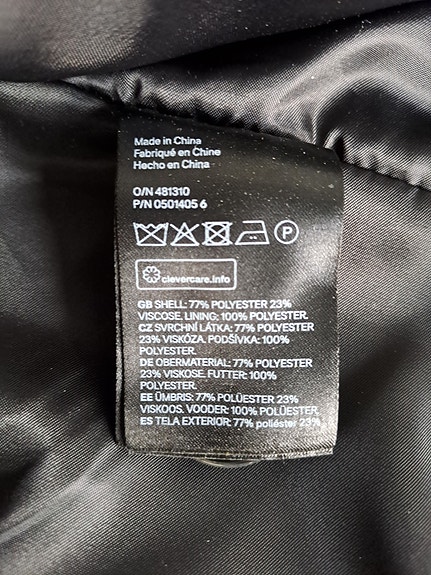 Made in China
Fabriqué en Chine
Hecho en China
O/N 481310
P/N 0501405 6
P
clevercare.info
GB SHELL: 77% POLYESTER 23%
VISCOSE. LINING: 100% POLYESTER.
CZ SVRCHNÍ LÁTKA: 77% POLYESTER
23% VISKÓZA. PODŠÍVKA: 100%
POLYESTER.
DE OBERMATERIAL: 77% POLYESTER
23% VISKOSE. FUTTER: 100%
POLYESTER.
EE ÜMBRIS: 77% POLÜESTER 23%
VISKOOS. VOODER: 100% POLÜESTER.
ES TELA EXTERIOR: 77% poliéster 23%